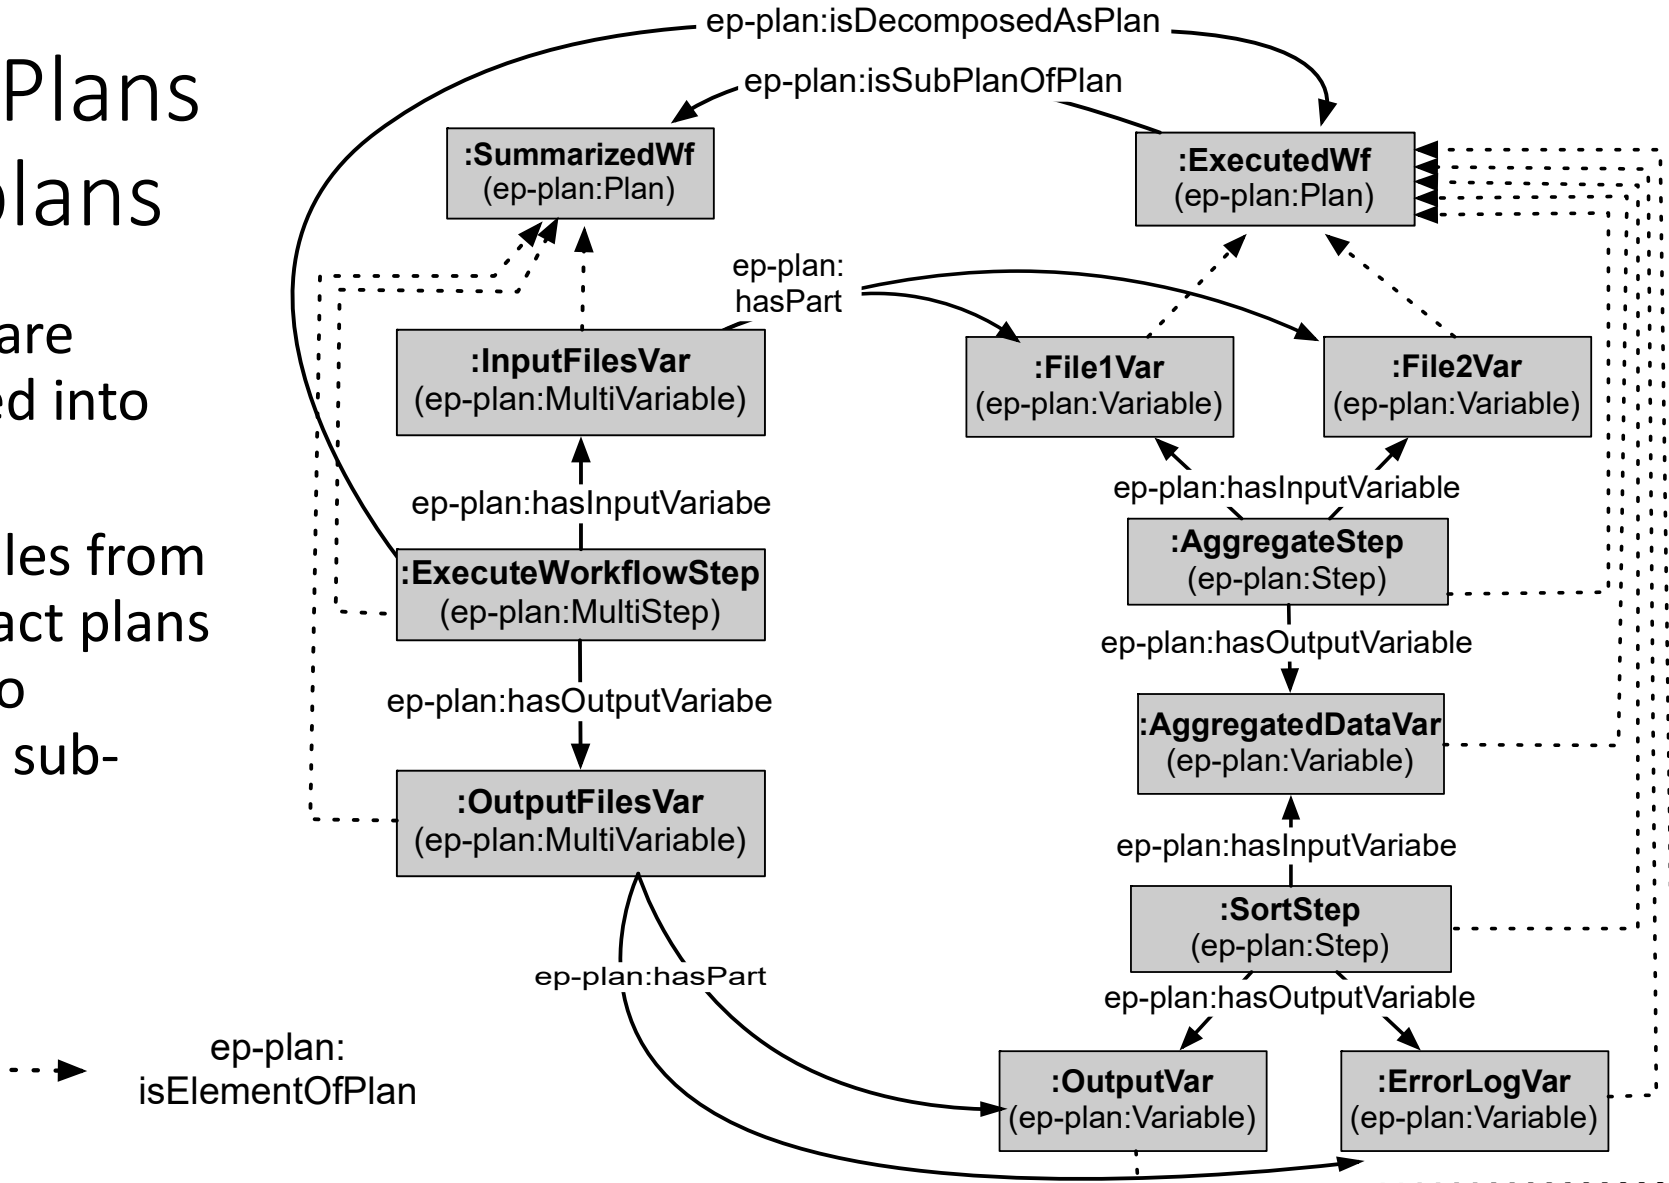 Plans
plans
are
ed into
les from
act plans
o
sub-
ep-plan:
isElementOfPlan
ep-plan:isDecomposedAsPlan
ep-plan:isSubPlanOfPlan
:SummarizedWf
(ep-plan:Plan)
:ExecutedWf
(ep-plan:Plan)
ep-plan:
hasPart
:InputFilesVar
(ep-plan:MultiVariable)
:File1Var
(ep-plan:Variable)
:File2Var
(ep-plan:Variable)
ep-plan:hasInputVariabe
ep-plan:hasInputVariable
:ExecuteWorkflowStep
(ep-plan:MultiStep)
:AggregateStep
(ep-plan:Step)
ep-plan:hasOutputVariabe
ep-plan:hasOutputVariable
:AggregatedDataVar
(ep-plan:Variable)
:OutputFilesVar
(ep-plan:MultiVariable)
ep-plan:hasInputVariabe
:SortStep
(ep-plan:Step)
ep-plan:hasPart
ep-plan:hasOutputVariable
:OutputVar
(ep-plan:Variable)
:ErrorLogVar
(ep-plan:Variable)